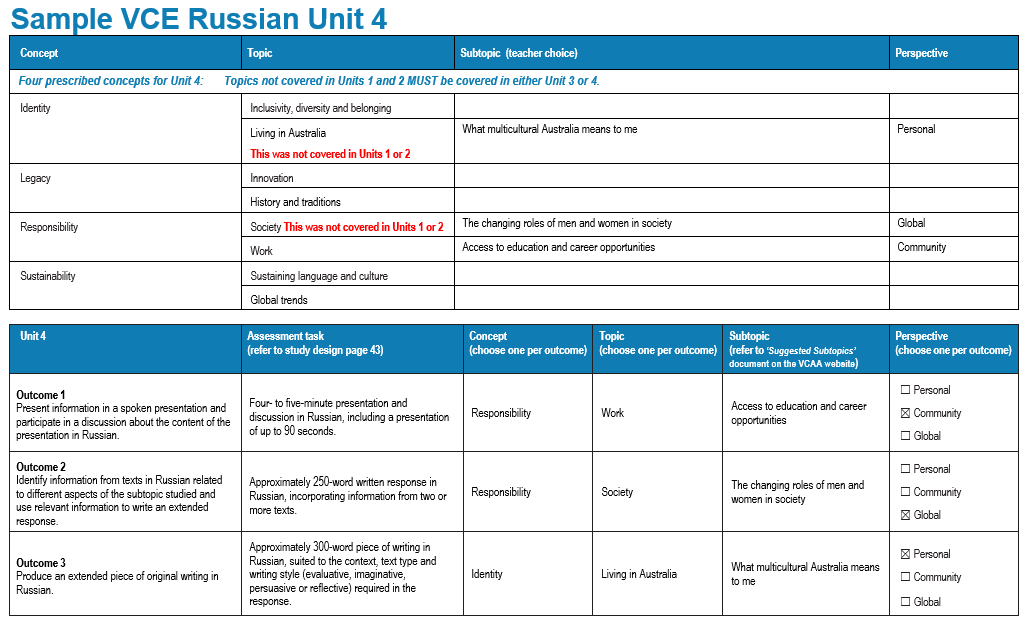 Sample VCE Russian Unit 4
Concept
Topic
Subtopic (teacher choice)
Perspective
Four prescribed concepts for Unit 4: Topics not covered in Units 1 and 2 MUST be covered in either Unit 3 or 4.
Identity
Inclusivity, diversity and belonging
Living in Australia
This was not covered in Units 1 or 2
What multicultural Australia means to me
Personal
Legacy
Innovation
History and traditions
Responsibility
Society This was not covered in Units 1 or 2
The changing roles of men and women in society
Global
Work
Access to education and career opportunities
Community
Sustainability
Sustaining language and culture
Global trends
Unit 4
Assessment task
(refer to study design page 43)
Concept
(choose one per outcome)
Topic
(choose one per outcome)
Subtopic
(refer to 'Suggested Subtopics'
document on the VCAA website)
Perspective
(choose one per outcome)
Outcome 1
Present information in a spoken presentation and
participate in a discussion about the content of the
presentation in Russian.
Four- to five-minute presentation and
discussion in Russian, including a presentation
of up to 90 seconds.
Responsibility
Work
Access to education and career
opportunities
☐ Personal
☒ Community
☐ Global
Outcome 2
Identify information from texts in Russian related
to different aspects of the subtopic studied and
use relevant information to write an extended
response.
Approximately 250-word written response in
Russian, incorporating information from two or
more texts.
Responsibility
Society
The changing roles of men and
women in society
☐ Personal
☐ Community
☒ Global
Outcome 3
Produce an extended piece of original writing in
Russian.
Approximately 300-word piece of writing in
Russian, suited to the context, text type and
writing style (evaluative, imaginative,
persuasive or reflective) required in the
response.
Identity
Living in Australia
What multicultural Australia means
to me
☒ Personal
☐ Community
☐ Global